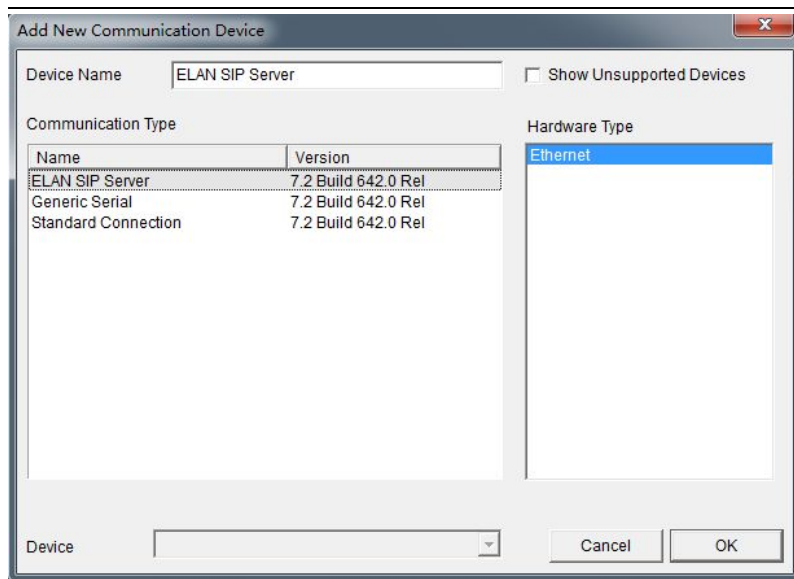 Add New Communication Device
Device Name ELAN SIP Server Show Unsupported Devices
Communication Type
Hardware Type
Name Version
Ethernet
ELAN SIP Server 7.2 Build 642.0 Rel
Generic Serial 7.2 Build 642.0 Rel
Standard Connection 7.2 Build 642.0 Rel
Device Cancel OK